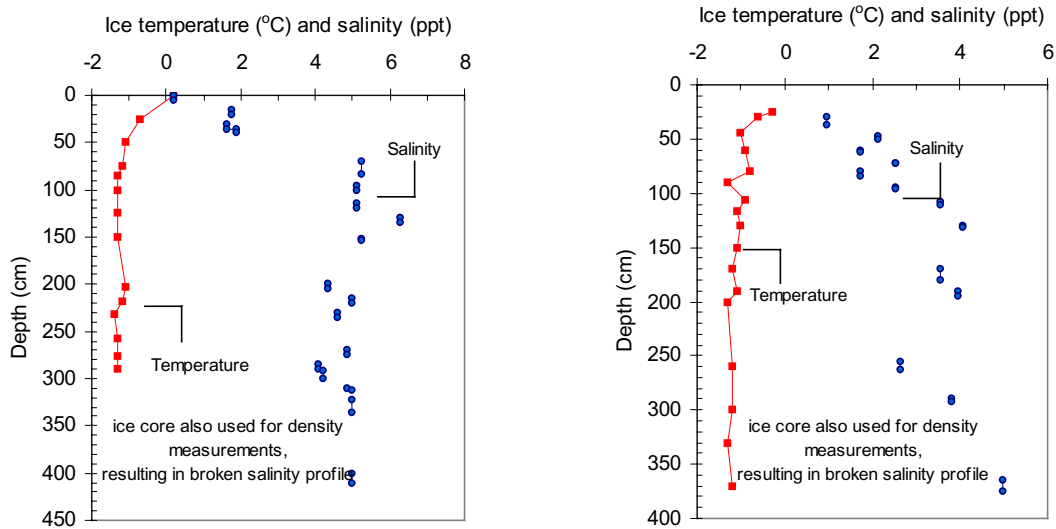 Ice temperature (°C) and salinity (ppt)
-2 0 2 4 6 8
0
50
100
150
200
250
300
350
400
450
Depth (cm)
Salinity
Temperature
ice core also used for density
measurements,
resulting in broken salinity profile
Ice temperature (°C) and salinity (ppt)
-2 0 2 4 6
0
50
100
150
200
250
300
350
400
Depth (cm)
Salinity
Temperature
ice core also used for density
measurements,
resulting in broken salinity profile